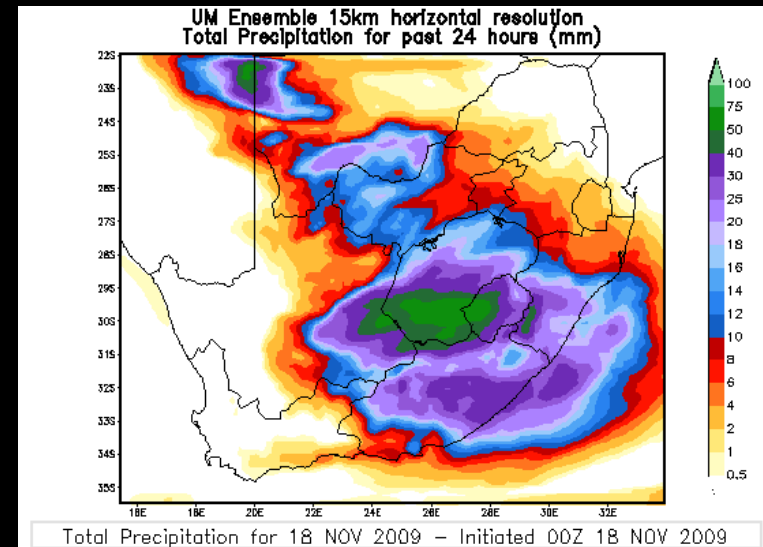 UM Ensemble 15km horizontal resolution
Total Precipitation for past 24 hours (mm)
22S
23S
24S
25S
26S
27S
28S
29S
30S
31S
32S
33S
34S
35S
16E
18E
20E
22E
24E
26E
28E
30E
32E
100
75
50
40
30
25
20
18
16
14
12
10
8
6
4
2
1
0.5
Total Precipitation for 18 NOV 2009 – Initiated 00Z 18 NOV 2009